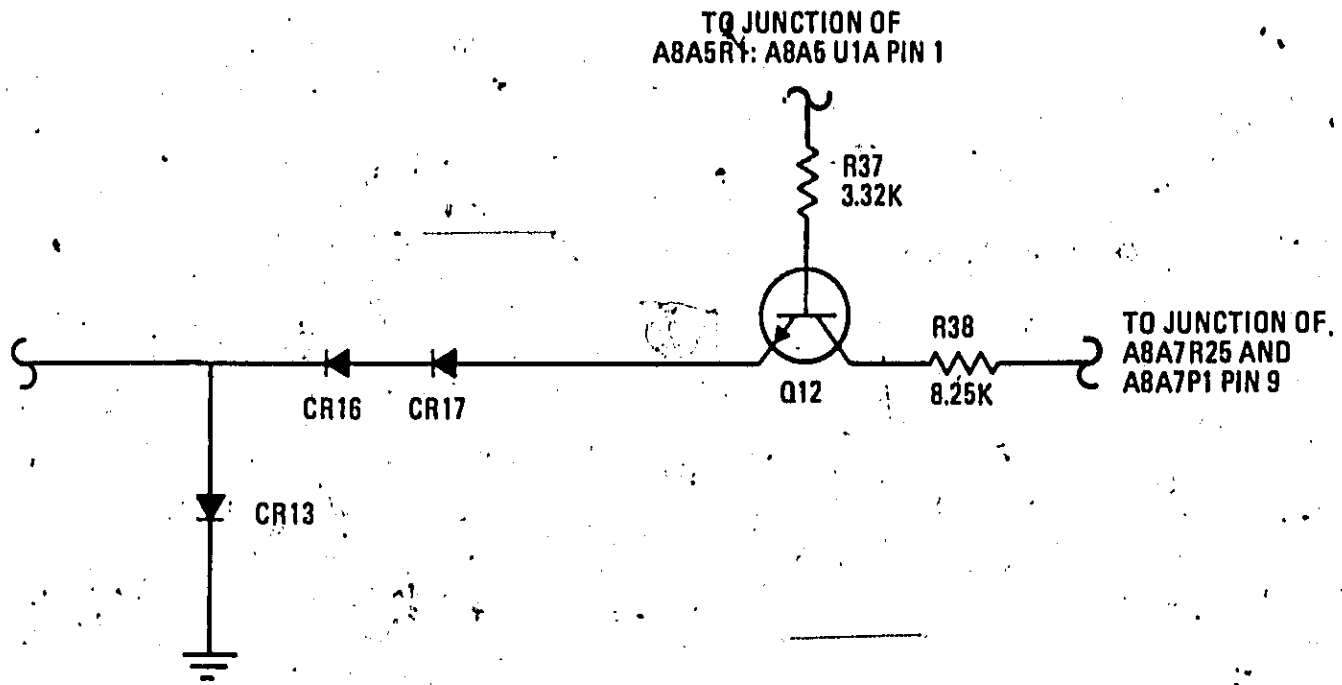 TO JUNCTION OF
A8A5R1: A8A6 U1A PIN 1
R37
3.32K
R38
TO JUNCTION OF
A8A7R25 AND
A8A7P1 PIN 9
Q12
8.25K
CR16
CR17
CR13